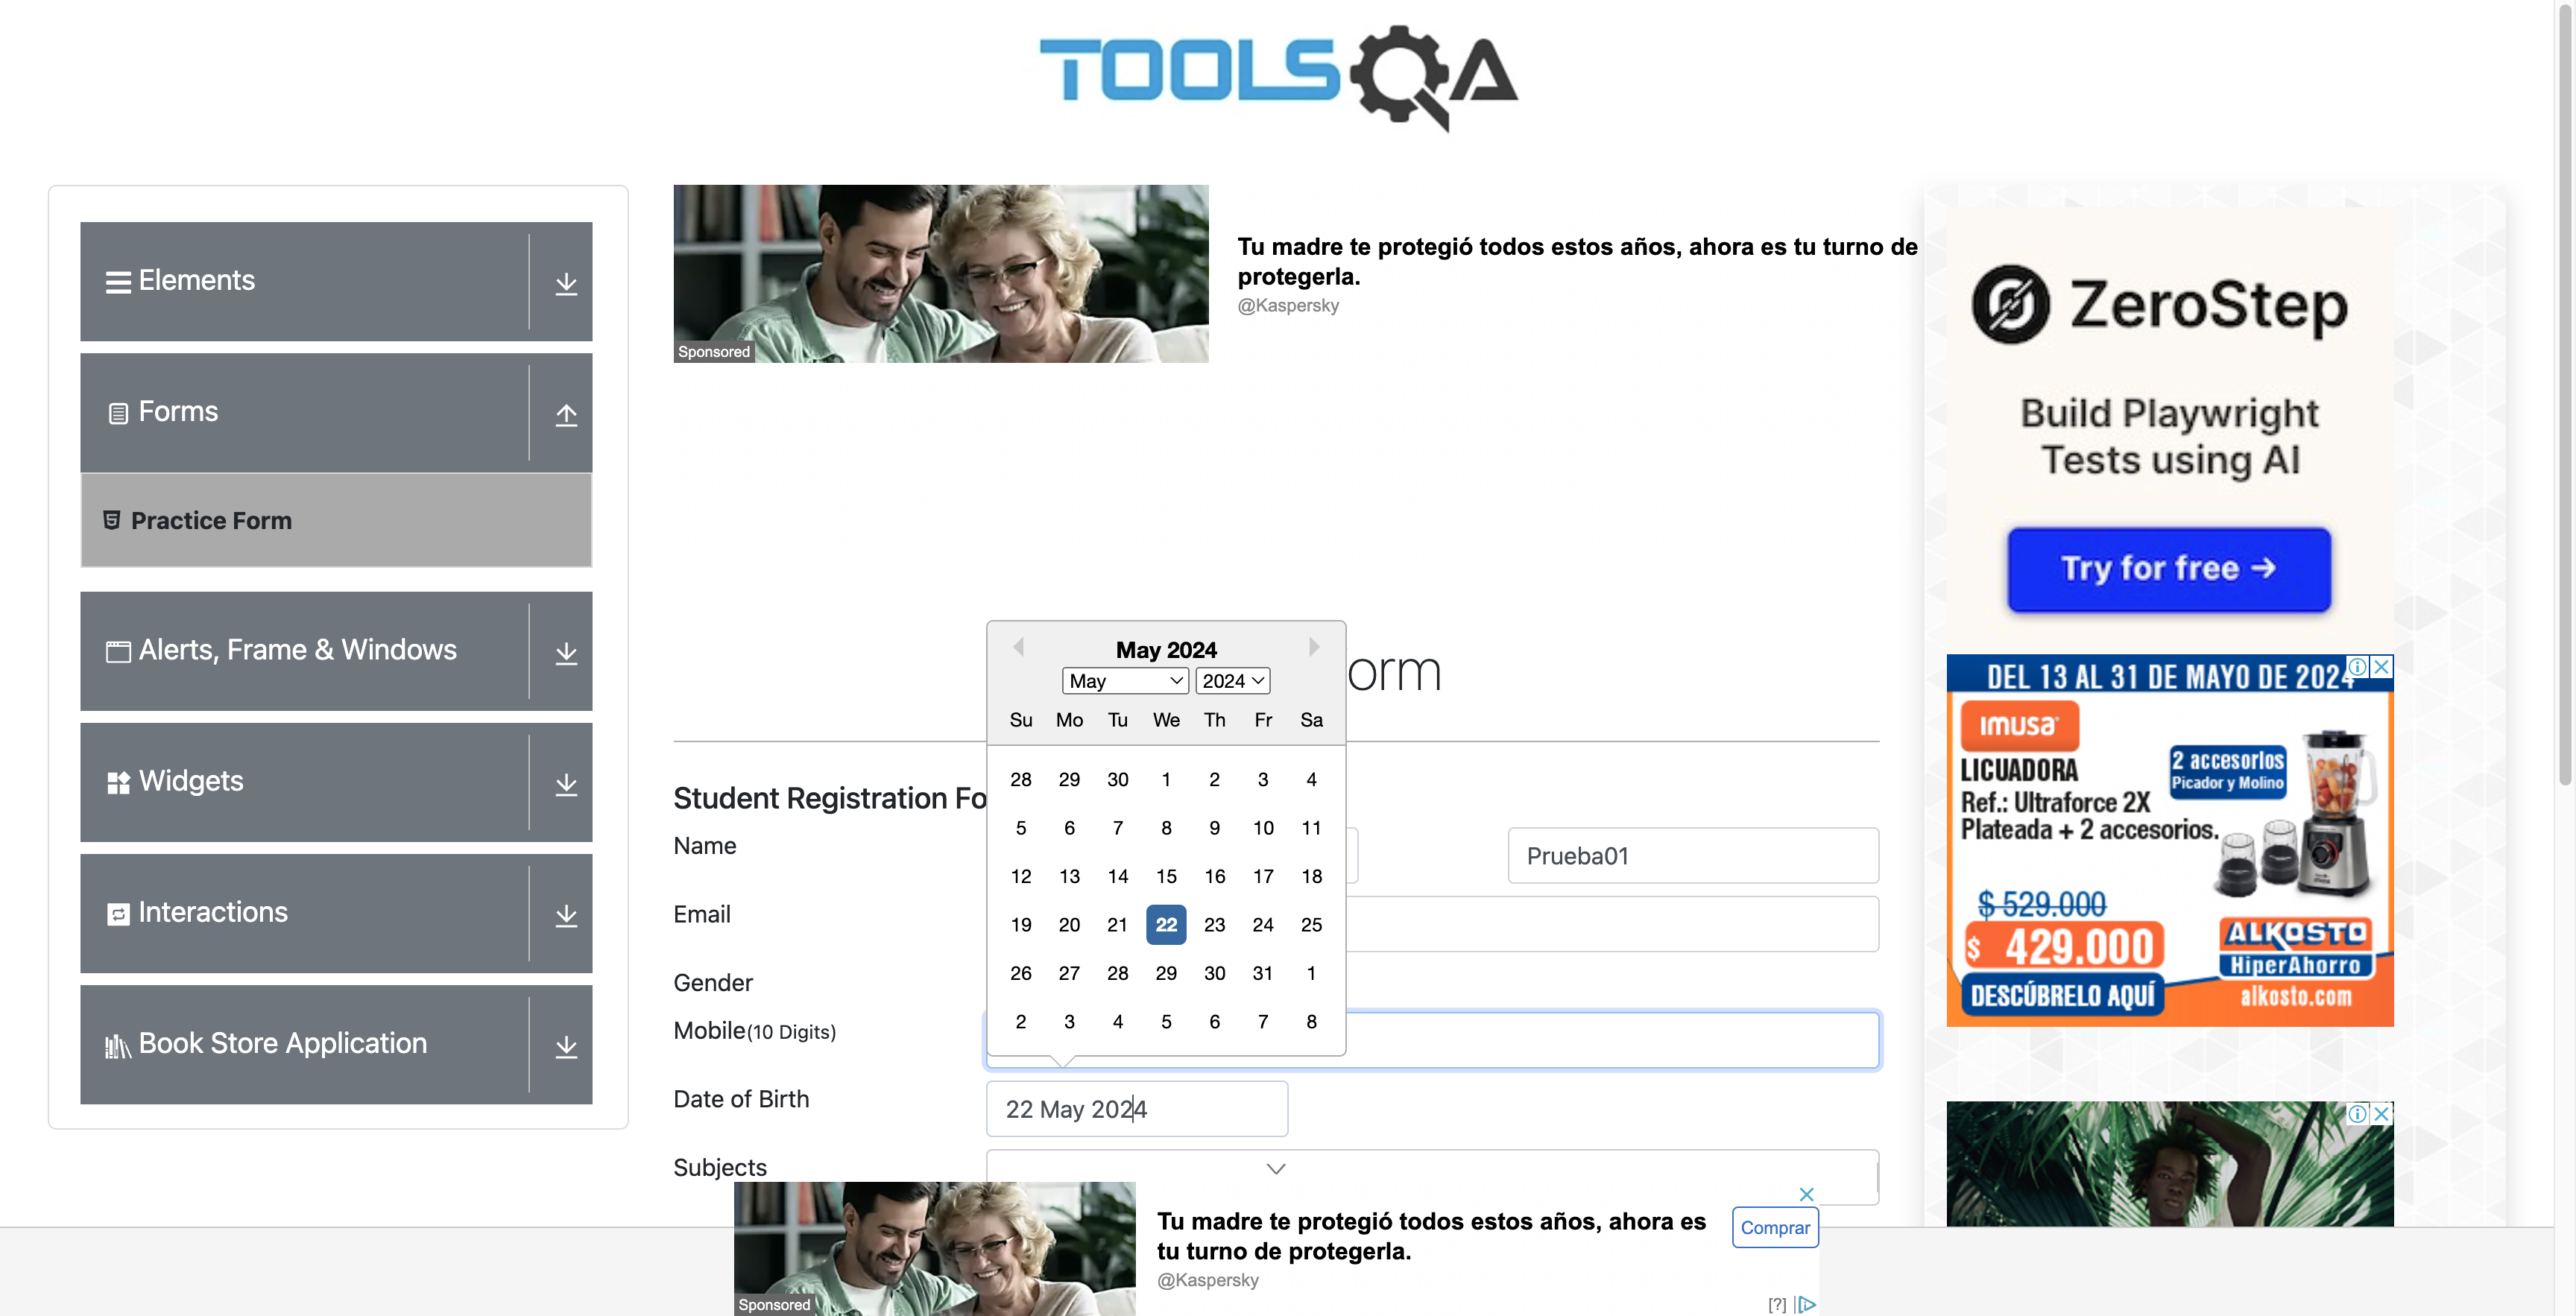 TOOLSQA
Elements
Forms
Practice Form
Alerts, Frame & Windows
Widgets
Interactions
Book Store Application
Sponsored
Tu madre te protegió todos estos años, ahora es tu turno de
protegerla.
@Kaspersky
orm
Student Registration Fo
Name
Prueba01
Email
Gender
Mobile(10 Digits)
Date of Birth
22 May 2024
Subjects
May 2024
May 2024
Su Mo Tu We Th Fr Sa
28 29 30 1 2 3 4
5 6 7 8 9 10 11
12 13 14 15 16 17 18
19 20 21 22 23 24 25
26 27 28 29 30 31 1
2 3 4 5 6 7 8
Sponsored
Tu madre te protegió todos estos años, ahora es
tu turno de protegerla.
@Kaspersky
Comprar
[?]
ZeroStep
Build Playwright
Tests using AI
Try for free →
DEL 13 AL 31 DE MAYO DE 2024
IMUSA
LICUADORA
Ref.: Ultraforce 2X
Plateada + 2 accesorios.
2 accesorios
Picador y Molino
$ 529.000
$ 429.000
DESCÚBRELO AQUÍ
ALKOSTO
HiperAhorro
alkosto.com